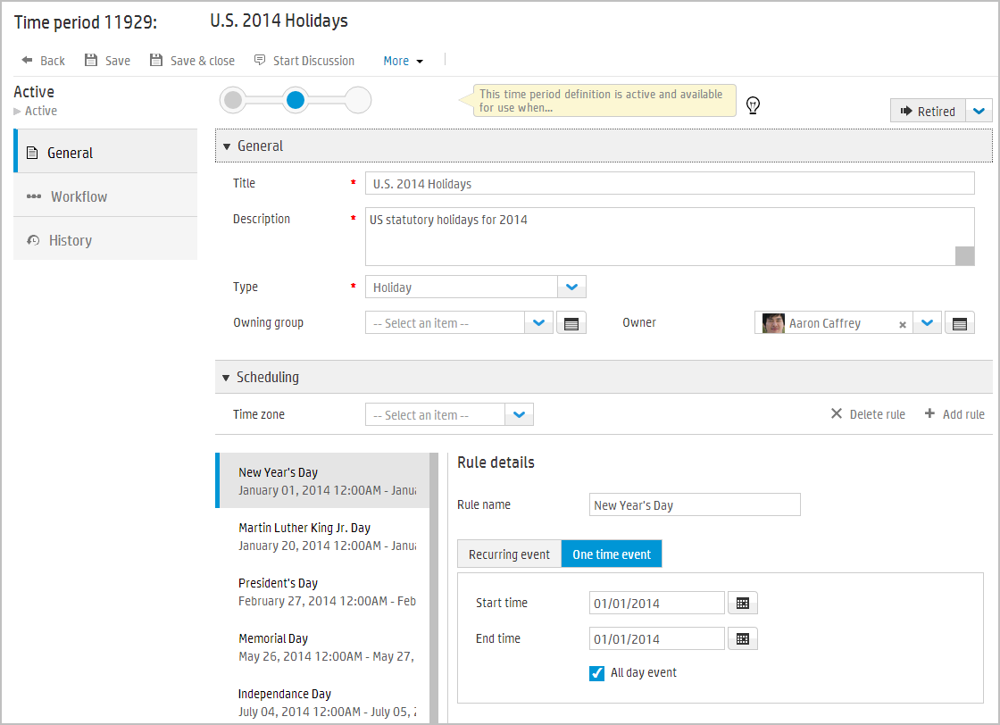 Time period 11929: U.S. 2014 Holidays
Back Save Save & close Start Discussion More
Active
Active
This time period definition is active and available
for use when...
Retired
General
Workflow
History
General
Title * U.S. 2014 Holidays
Description * US statutory holidays for 2014
Type * Holiday
Owning group -- Select an item -- Owner Aaron Caffrey
Scheduling
Time zone -- Select an item -- Delete rule Add rule
New Year's Day
January 01, 2014 12:00AM - Janua
Martin Luther King Jr. Day
January 20, 2014 12:00AM - Janua
President's Day
February 27, 2014 12:00AM - Feb
Memorial Day
May 26, 2014 12:00AM - May 27,
Independance Day
July 04, 2014 12:00AM - July 05, 2
Rule details
Rule name New Year's Day
Recurring event One time event
Start time 01/01/2014
End time 01/01/2014
All day event